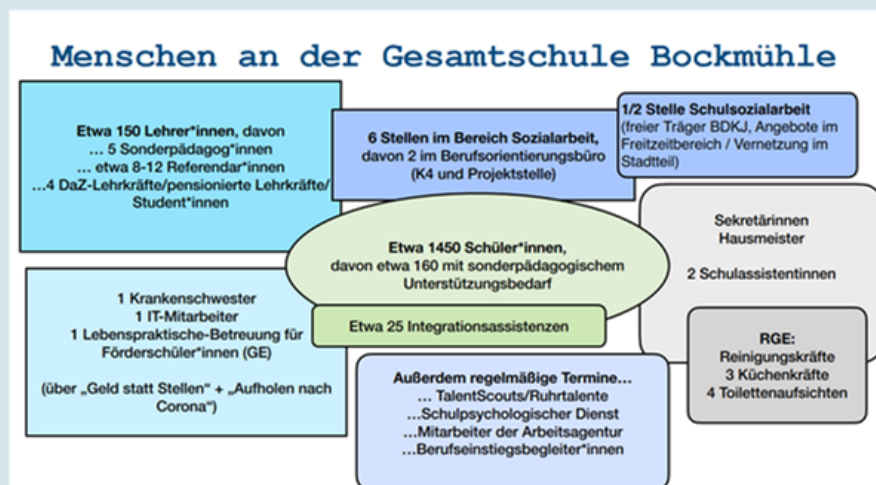 Menschen an der Gesamtschule Bockmühle
Etwa 150 Lehrer*innen, davon
... 5 Sonderpädagog*innen
... etwa 8-12 Referendar*innen
...4 DaZ-Lehrkräfte/pensionierte Lehrkräfte/
Student*innen
6 Stellen im Bereich Sozialarbeit,
davon 2 im Berufsorientierungsbüro
(K4 und Projektstelle)
1/2 Stelle Schulsozialarbeit
(freier Träger BDKJ, Angebote im
Freitzeitbereich / Vernetzung im
Stadtteil)
Etwa 1450 Schüler*innen,
davon etwa 160 mit sonderpädagogischem
Unterstützungsbedarf
Sekretärinnen
Hausmeister
2 Schulassistentinnen
1 Krankenschwester
1 IT-Mitarbeiter
1 Lebenspraktische-Betreuung für
Förderschüler*innen (GE)
(über „Geld statt Stellen“ + „Aufholen nach
Corona“)
Etwa 25 Integrationsassistenzen
RGE:
Reinigungskräfte
3 Küchenkräfte
4 Toilettenaufsichten
Außerdem regelmäßige Termine...
... TalentScouts/Ruhrtalente
...Schulpsychologischer Dienst
...Mitarbeiter der Arbeitsagentur
...Berufseinstiegsbegleiter*innen